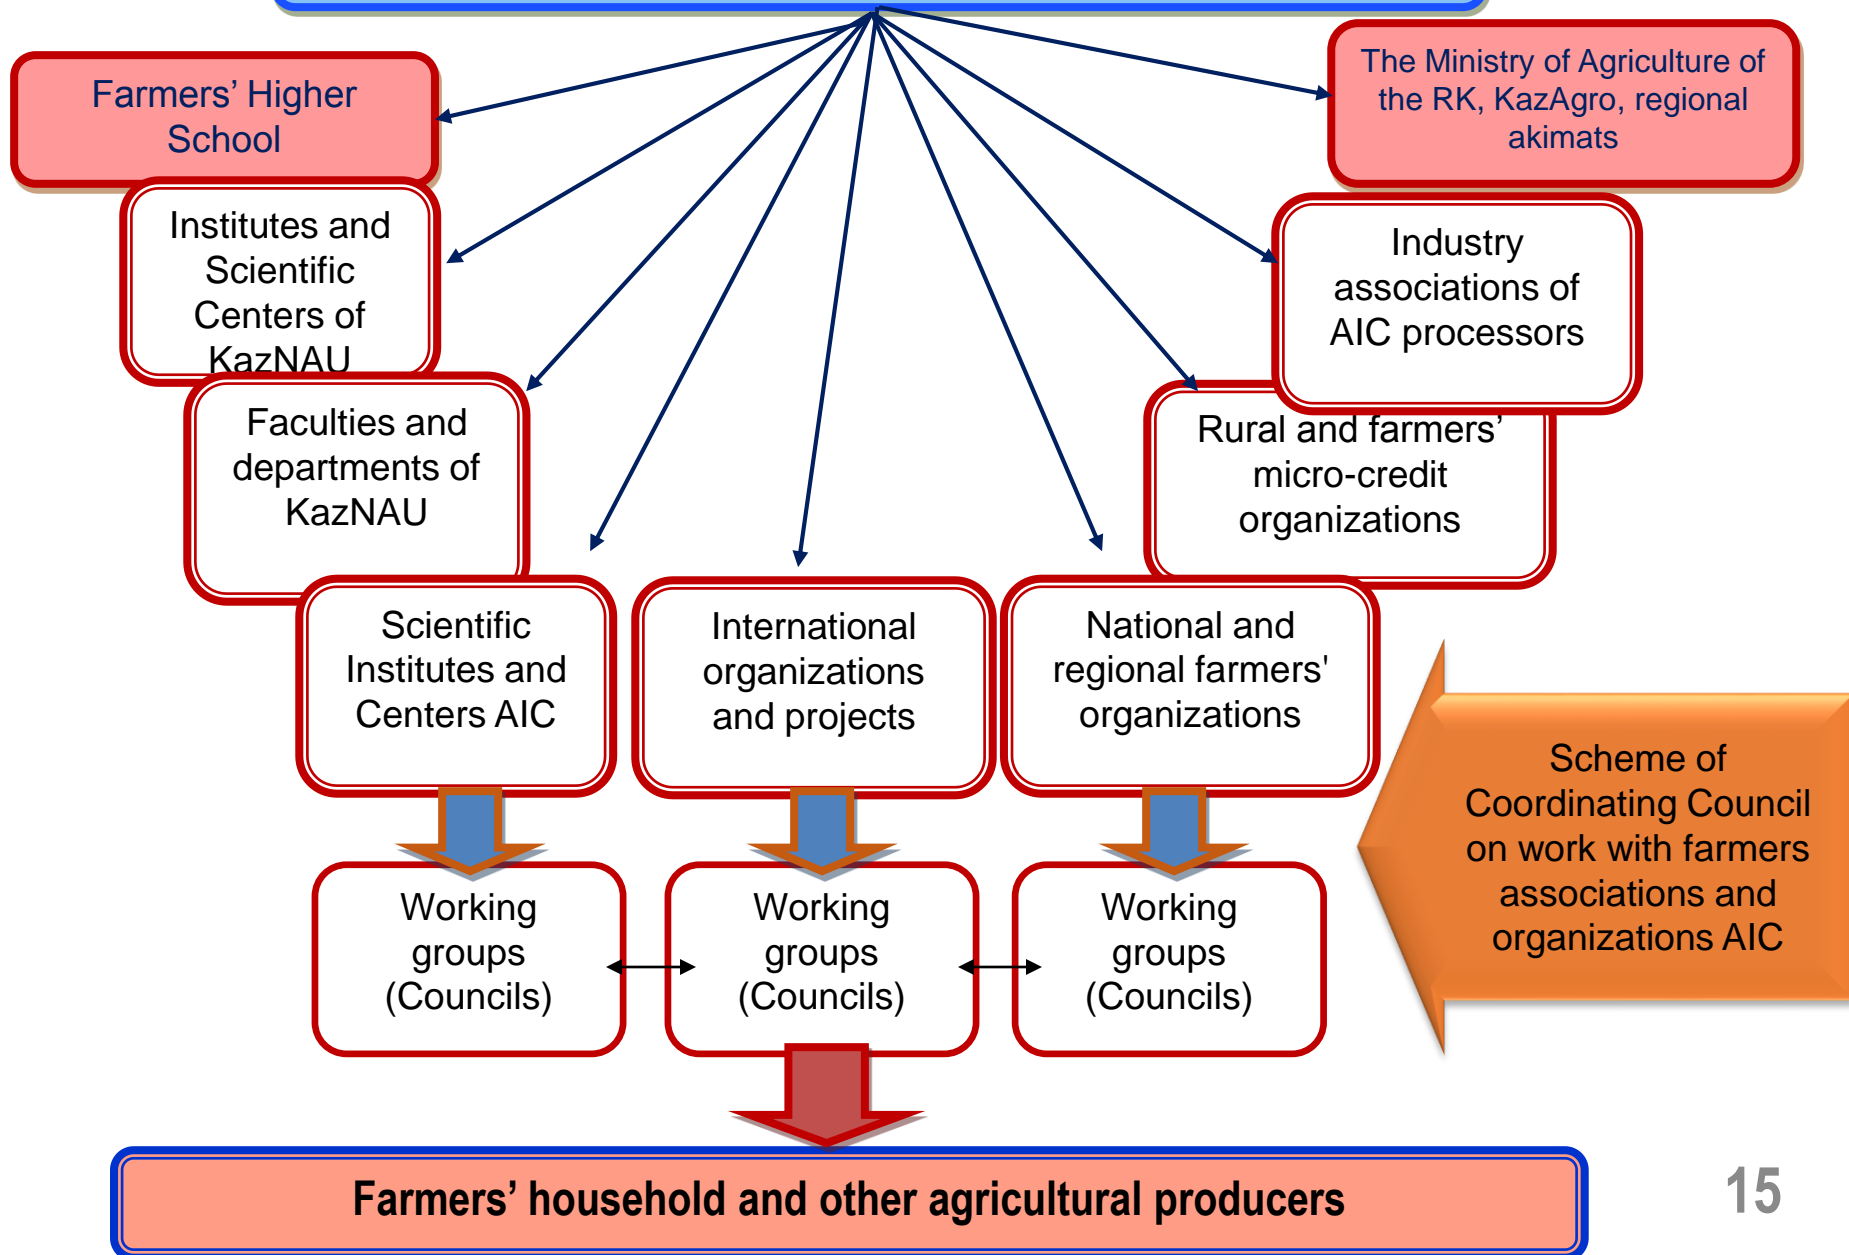 Farmers’ Higher
School
The Ministry of Agriculture of
the RK, KazAgro, regional
akimats
Institutes and
Scientific
Centers of
KazNAU
Industry
associations of
AIC processors
Faculties and
departments of
KazNAU
Rural and farmers’
micro-credit
organizations
Scientific
Institutes and
Centers AIC
International
organizations
and projects
National and
regional farmers'
organizations
Scheme of
Coordinating Council
on work with farmers
associations and
organizations AIC
Working
groups
(Councils)
Working
groups
(Councils)
Working
groups
(Councils)
Farmers’ household and other agricultural producers
15